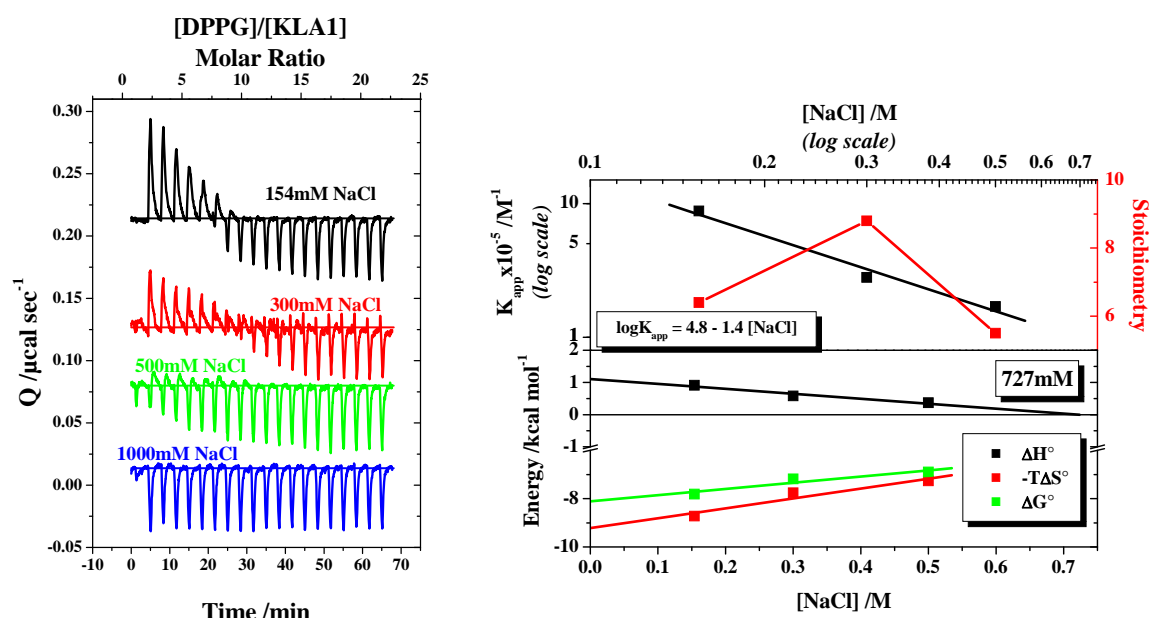 [DPPG]/[KLA1]
Molar Ratio
0 5 10 15 20 25
0.30
0.25
0.20
0.15
0.10
0.05
0.00
-0.05
Q /µcal sec⁻¹
154mM NaCl
300mM NaCl
500mM NaCl
1000mM NaCl
-10 0 10 20 30 40 50 60 70
Time /min
[NaCl] /M
(log scale)
0.1 0.2 0.3 0.4 0.5 0.6 0.7
K_app x10⁻⁵ /M⁻¹
(log scale)
10
5
1
10
8
6
Stoichiometry
logK_app = 4.8 - 1.4 [NaCl]
2
1
0
-1
-8
-10
Energy /kcal mol⁻¹
727mM
ΔH°
-TΔS°
ΔG°
0.0 0.1 0.2 0.3 0.4 0.5 0.6 0.7
[NaCl] /M